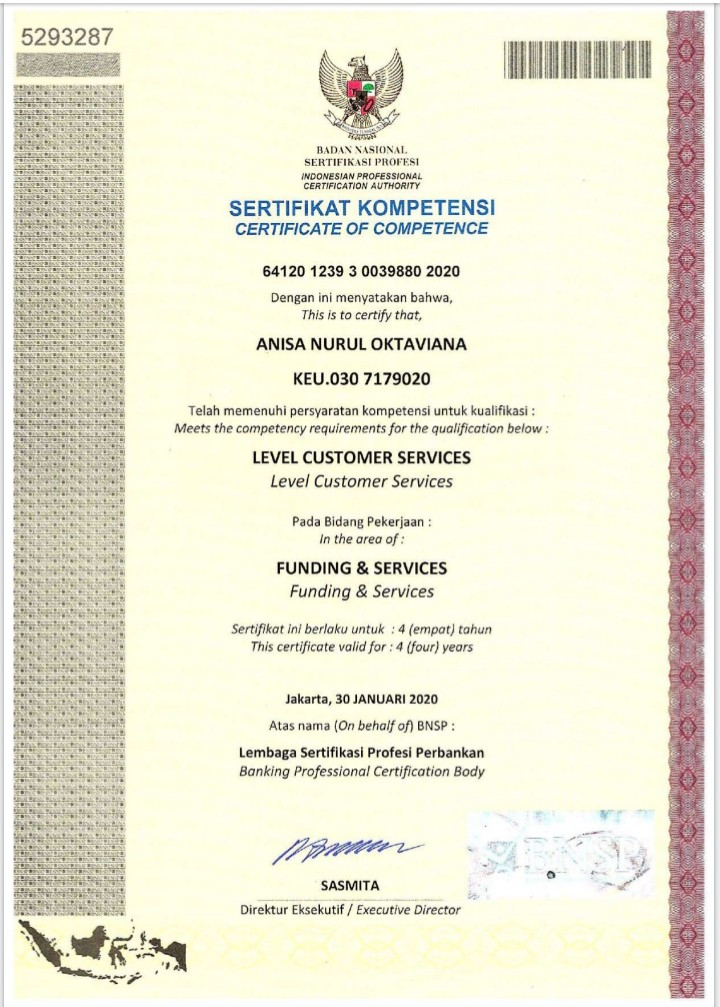 5293287
BADAN NASIONAL
SERTIFIKASI PROFESI
INDONESIAN PROFESSIONAL
CERTIFICATION AUTHORITY
SERTIFIKAT KOMPETENSI
CERTIFICATE OF COMPETENCE
64120 1239 3 0039880 2020
Dengan ini menyatakan bahwa,
This is to certify that,
ANISA NURUL OKTAVIANA
KEU.030 7179020
Telah memenuhi persyaratan kompetensi untuk kualifikasi :
Meets the competency requirements for the qualification below :
LEVEL CUSTOMER SERVICES
Level Customer Services
Pada Bidang Pekerjaan :
In the area of :
FUNDING & SERVICES
Funding & Services
Sertifikat ini berlaku untuk : 4 (empat) tahun
This certificate valid for : 4 (four) years
Jakarta, 30 JANUARI 2020
Atas nama (On behalf of) BNSP :
Lembaga Sertifikasi Profesi Perbankan
Banking Professional Certification Body
BNSP
SASMITA
Direktur Eksekutif / Executive Director